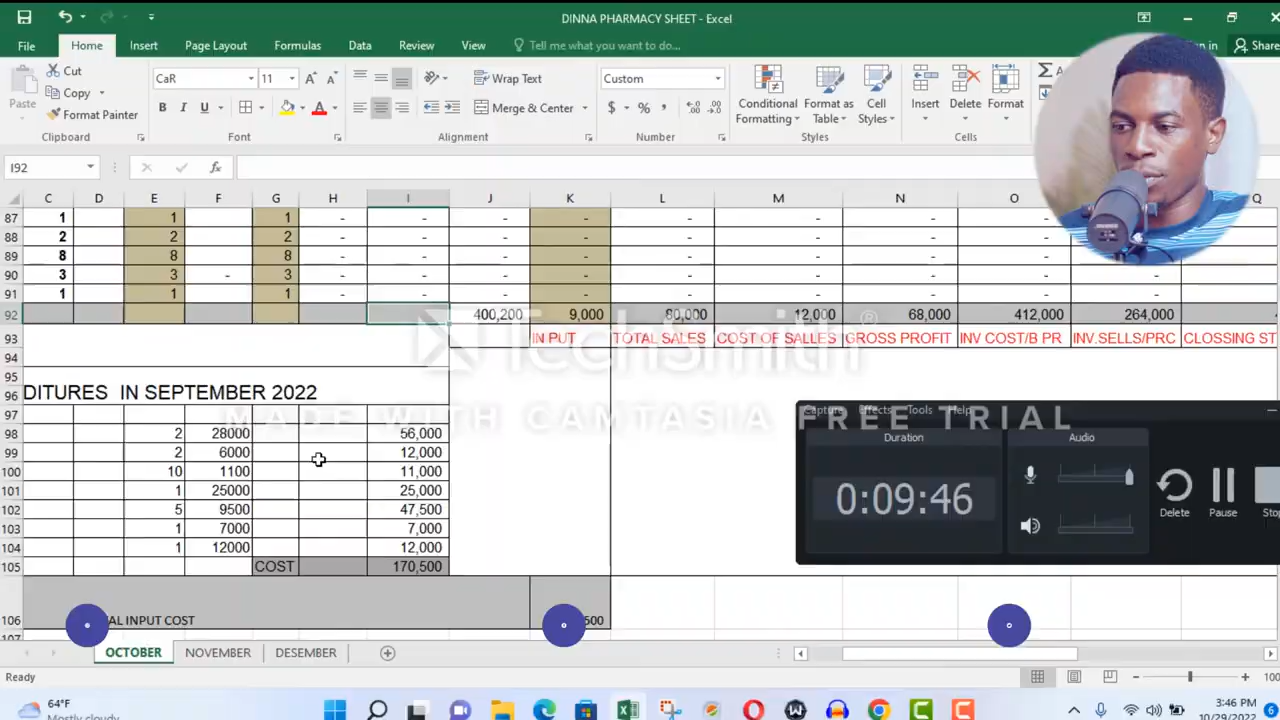 DINNA PHARMACY SHEET - Excel
File Home Insert Page Layout Formulas Data Review View Tell me what you want to do... in Share
Paste Cut Copy Format Painter
CaR 11
B I U
Wrap Text
Merge & Center
Custom
$ %
Conditional Formatting Format as Table Cell Styles Insert Delete Format
Clipboard Font Alignment Number Styles Cells
I92 fx
C D E F G H I J K L M N O Q
87 1 1 1 - - - - - - - -
88 2 2 2 - - - - - - - -
89 8 8 8 - - - - - - - -
90 3 3 - 3 - - - - - - - - -
91 1 1 1 - - - - - - - - -
92 400,200 9,000 80,000 12,000 68,000 412,000 264,000 -
93 IN PUT TOTAL SALES COST OF SALLES GROSS PROFIT INV COST/B PR INV.SELLS/PRC CLOSSING ST
94
95
96 DITURES IN SEPTEMBER 2022
97
98 2 28000 56,000
99 2 6000 12,000
100 10 1100 11,000
101 1 25000 25,000
102 5 9500 47,500
103 1 7000 7,000
104 1 12000 12,000
105 COST 170,500
106 AL INPUT COST 500
107
TechSmith®
MADE WITH CAMTASIA FREE TRIAL
Capture Effects Tools Help
Duration Audio
0:09:46
Delete Pause Stop
OCTOBER NOVEMBER DESEMBER
Ready 100
64°F
Mostly cloudy
3:46 PM
10/29/2022 6